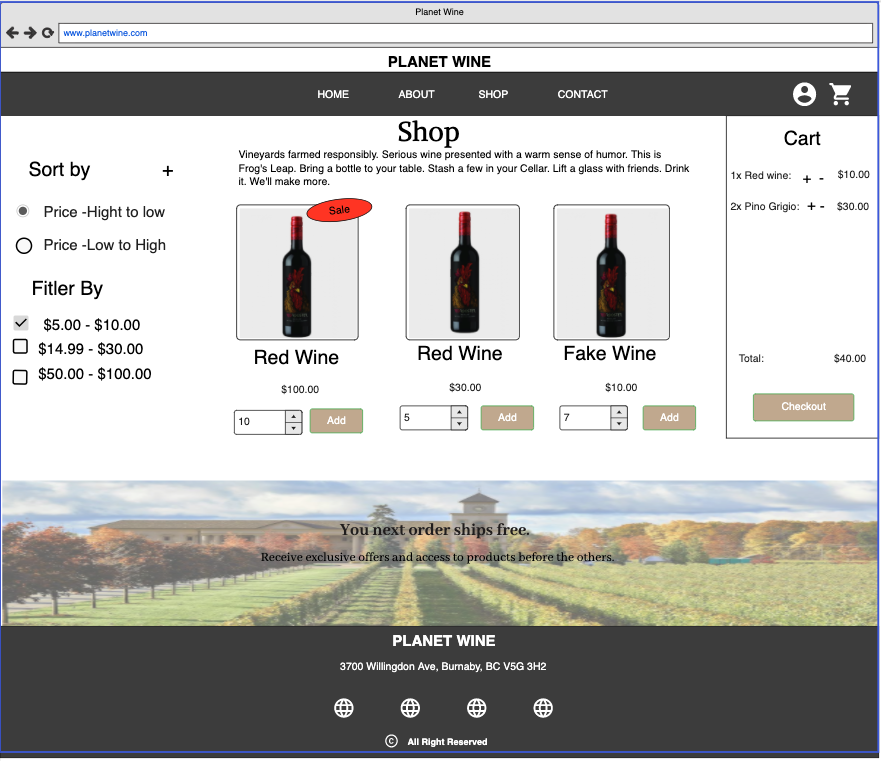 Planet Wine
www.planetwine.com
PLANET WINE
HOME ABOUT SHOP CONTACT
Shop
Vineyards farmed responsibly. Serious wine presented with a warm sense of humor. This is
Frog's Leap. Bring a bottle to your table. Stash a few in your Cellar. Lift a glass with friends. Drink
it. We'll make more.
Sort by +
Price -Hight to low
Price -Low to High
Fitler By
$5.00 - $10.00
$14.99 - $30.00
$50.00 - $100.00
Sale
Red Wine
$100.00
10 Add
Red Wine
$30.00
5 Add
Fake Wine
$10.00
7 Add
Cart
1x Red wine: + - $10.00
2x Pino Grigio: + - $30.00
Total: $40.00
Checkout
You next order ships free.
Receive exclusive offers and access to products before the others.
PLANET WINE
3700 Willingdon Ave, Burnaby, BC V5G 3H2
© All Right Reserved